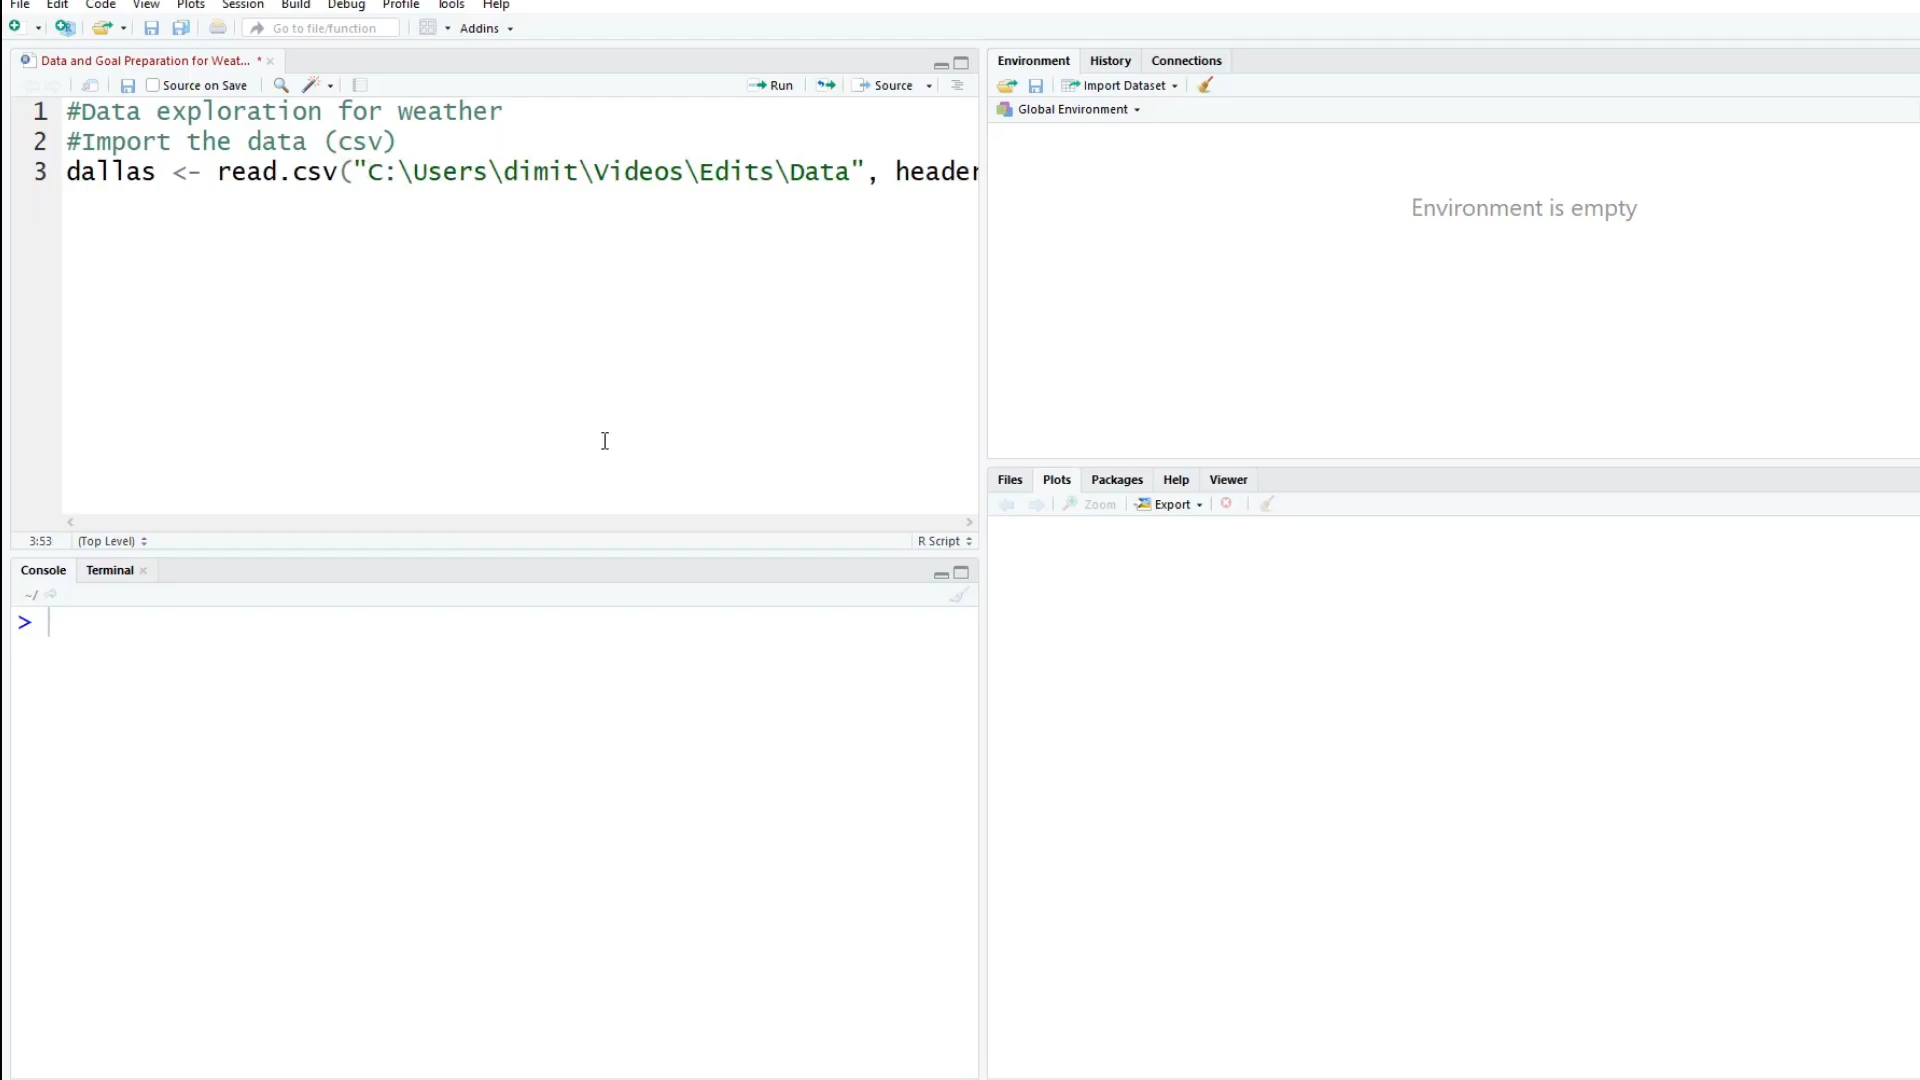 File Edit Code View Plots Session Build Debug Profile Tools Help
Go to file/function Addins
Data and Goal Preparation for Weat... *
Source on Save Run Source
1 #Data exploration for weather
2 #Import the data (csv)
3 dallas <- read.csv("C:\Users\dimit\Videos\Edits\Data", header
3:53 (Top Level) R Script
Console Terminal
~/
>
Environment History Connections
Import Dataset
Global Environment
Environment is empty
Files Plots Packages Help Viewer
Zoom Export